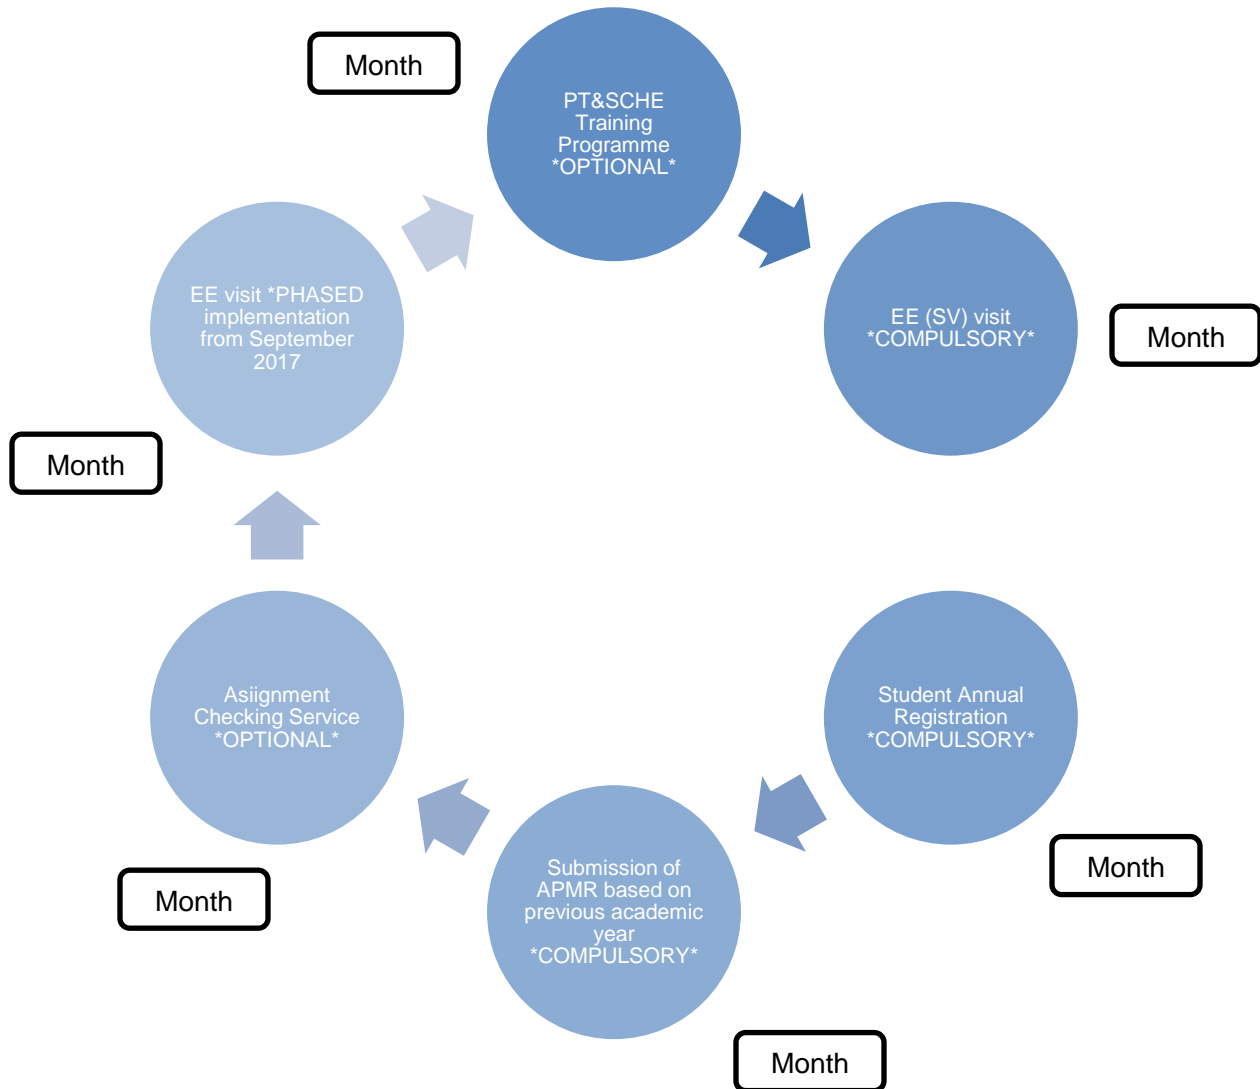 Month
PT&SCHE
Training
Programme
*OPTIONAL*
EE (SV) visit
*COMPULSORY*
Month
Student Annual
Registration
*COMPULSORY*
Month
Submission of
APMR based on
previous academic
year
*COMPULSORY*
Month
Asiignment
Checking Service
*OPTIONAL*
Month
EE visit *PHASED
implementation
from September
2017
Month